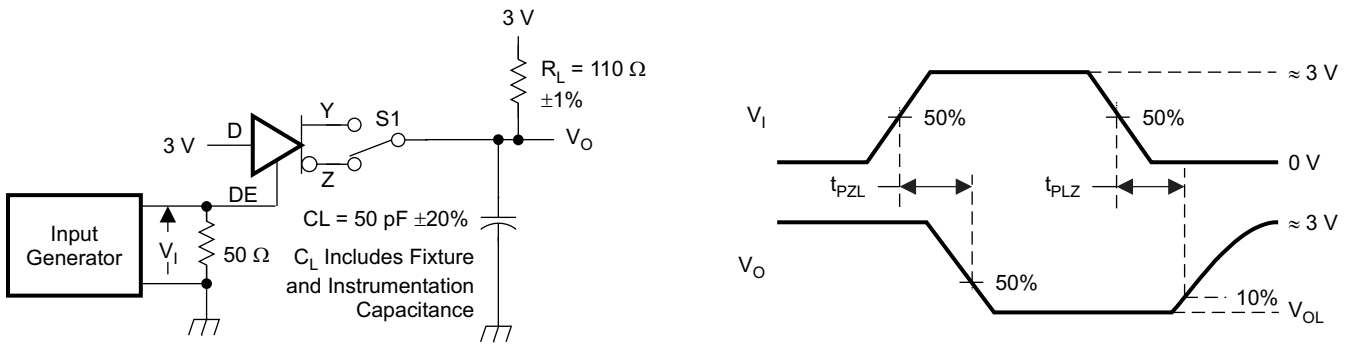 3 V
R_L = 110 Ω
±1%
Y
S1
D
3 V
V_O
Z
DE
CL = 50 pF ±20%
Input
Generator
V_I
50 Ω
C_L Includes Fixture
and Instrumentation
Capacitance
≈ 3 V
V_I
50%
50%
0 V
t_PZL
t_PLZ
≈ 3 V
V_O
50%
10%
V_OL